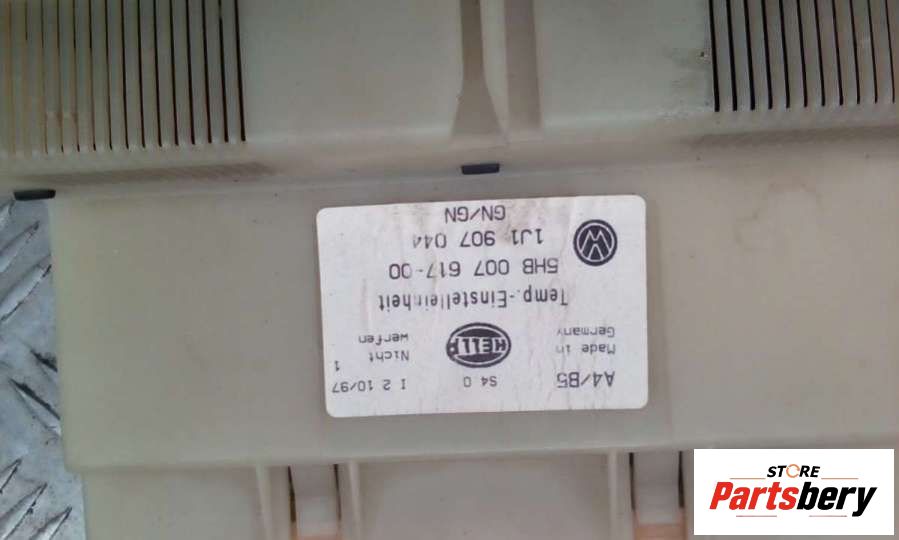 A4/B5 S4 0 I 2 10/97
Made in HELLA Nicht 1
Germany werfen
Temp.-Einstelleinheit
5HB 007 617-00
1J1 907 044
GN/GN
STORE
Partsbery